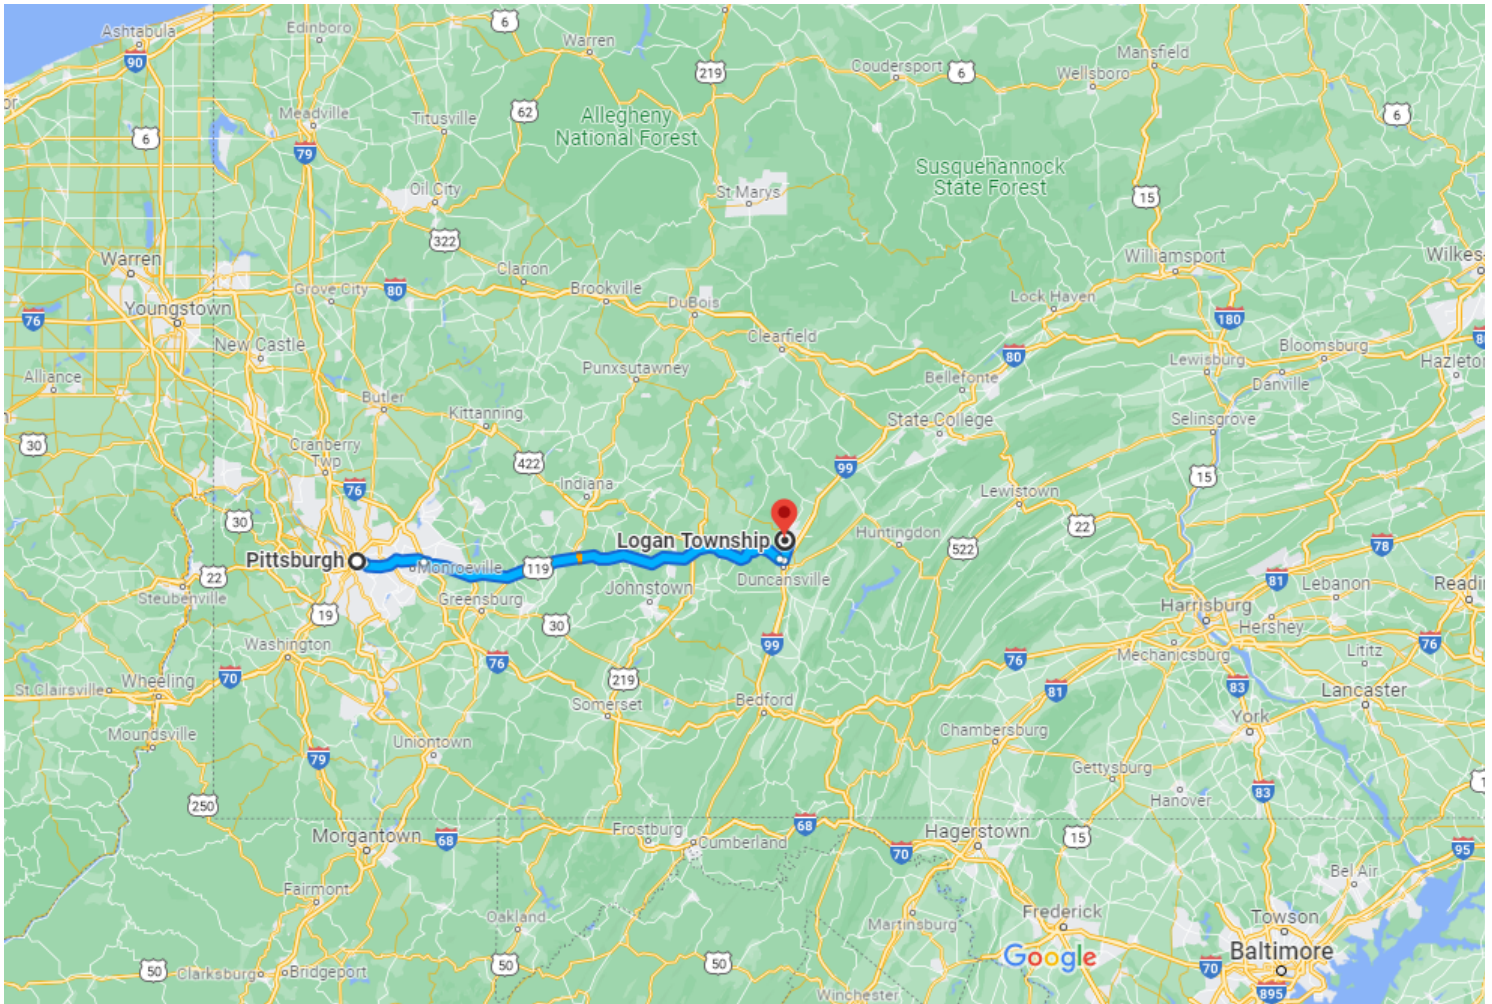 Ashtabula
90
Edinboro
6
Warren
219
Coudersport
6
Mansfield
Wellsboro
6
Meadville
79
Titusville
62
Allegheny
National Forest
6
Oil City
St Marys
Susquehannock
State Forest
15
322
Warren
Clarion
Williamsport
Wilkes-
80
Grove City
Brookville
DuBois
Lock Haven
180
76
Youngstown
New Castle
Clearfield
80
Lewisburg
Bloomsburg
Hazleto
Alliance
Punxsutawney
Bellefonte
Danville
Butler
Kittanning
State College
Selinsgrove
30
Cranberry
Twp
422
99
15
76
Indiana
Lewistown
30
Logan Township
Huntingdon
22
522
78
Pittsburgh
Monroeville
119
Duncansville
22
Steubenville
Greensburg
Johnstown
81
Lebanon
Readi
Harrisburg
19
30
Hershey
Washington
76
99
76
Mechanicsburg
76
Lititz
St Clairsville
Wheeling
70
219
81
83
Lancaster
Somerset
Bedford
York
Moundsville
Uniontown
Chambersburg
79
Gettysburg
Hanover
83
250
Morgantown
68
Frostburg
Cumberland
68
70
Hagerstown
15
95
Fairmont
Bel Air
Oakland
Martinsburg
Frederick
Towson
Google
Baltimore
50
Clarksburg
Bridgeport
50
50
70
Winchester
895